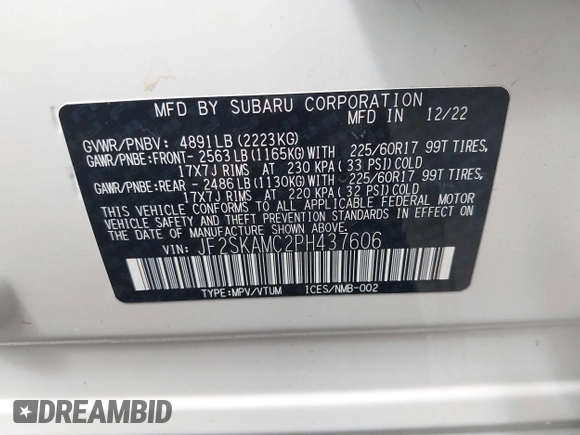 MFD BY SUBARU CORPORATION
MFD IN 12/22
GVWR/PNBV: 4891LB(2223KG)
GAWR/PNBE:FRONT-2563LB(1165KG)WITH 225/60R17 99T TIRES,
17X7J RIMS AT 230 KPA(33 PSI)COLD
GAWR/PNBE:REAR -2486LB(1130KG)WITH 225/60R17 99T TIRES,
17X7J RIMS AT 220 KPA(32 PSI)COLD
THIS VEHICLE CONFORMS TO ALL APPLICABLE FEDERAL MOTOR
VEHICLE SAFETY AND THEFT PREVENTION STANDARDS IN EFFECT
ON THE DATE OF MANUFACTURE SHOWN ABOVE.
VIN: JF2SKAMC2PH437606
TYPE:MPV/VTUM ICES/NMB-002
DREAMBID